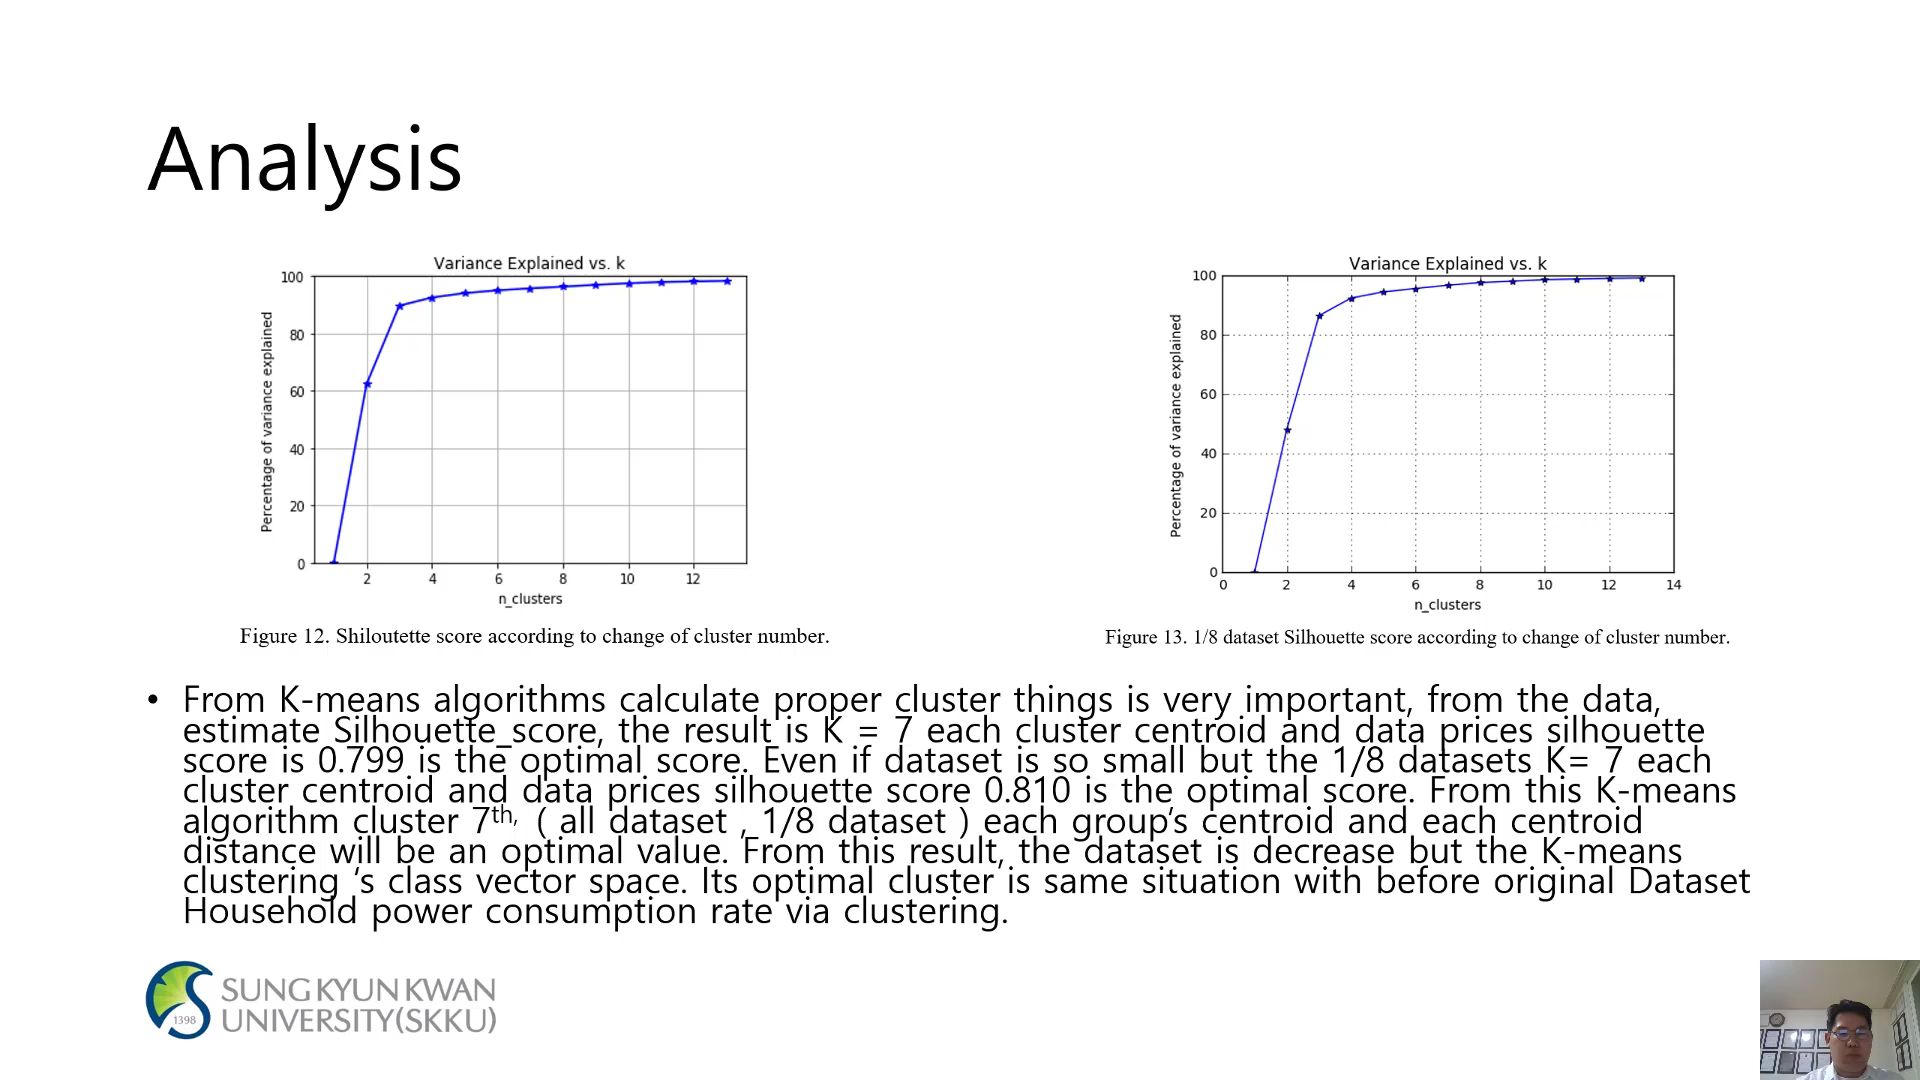 Analysis
Variance Explained vs. k
100
80
60
40
20
0
Percentage of variance explained
2 4 6 8 10 12
n_clusters
Figure 12. Shiloutette score according to change of cluster number.
Variance Explained vs. k
100
80
60
40
20
0
Percentage of variance explained
0 2 4 6 8 10 12 14
n_clusters
Figure 13. 1/8 dataset Silhouette score according to change of cluster number.
• From K-means algorithms calculate proper cluster things is very important, from the data,
estimate Silhouette_score, the result is K = 7 each cluster centroid and data prices silhouette
score is 0.799 is the optimal score. Even if dataset is so small but the 1/8 datasets K= 7 each
cluster centroid and data prices silhouette score 0.810 is the optimal score. From this K-means
algorithm cluster 7th, ( all dataset , 1/8 dataset ) each group’s centroid and each centroid
distance will be an optimal value. From this result, the dataset is decrease but the K-means
clustering ‘s class vector space. Its optimal cluster is same situation with before original Dataset
Household power consumption rate via clustering.
1398
SUNG KYUN KWAN
UNIVERSITY(SKKU)